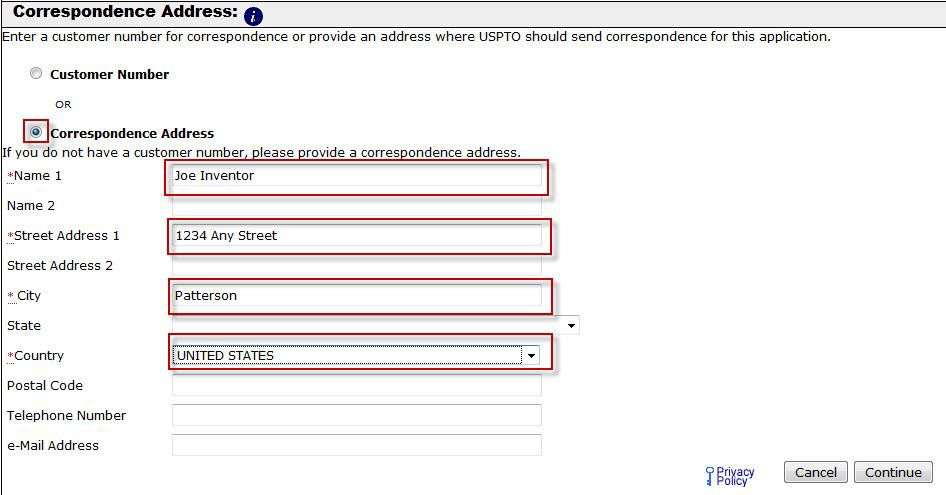 Correspondence Address: i
Enter a customer number for correspondence or provide an address where USPTO should send correspondence for this application.
Customer Number
OR
Correspondence Address
If you do not have a customer number, please provide a correspondence address.
*Name 1 Joe Inventor
Name 2
*Street Address 1 1234 Any Street
Street Address 2
* City Patterson
State
*Country UNITED STATES
Postal Code
Telephone Number
e-Mail Address
Privacy
Policy
Cancel Continue